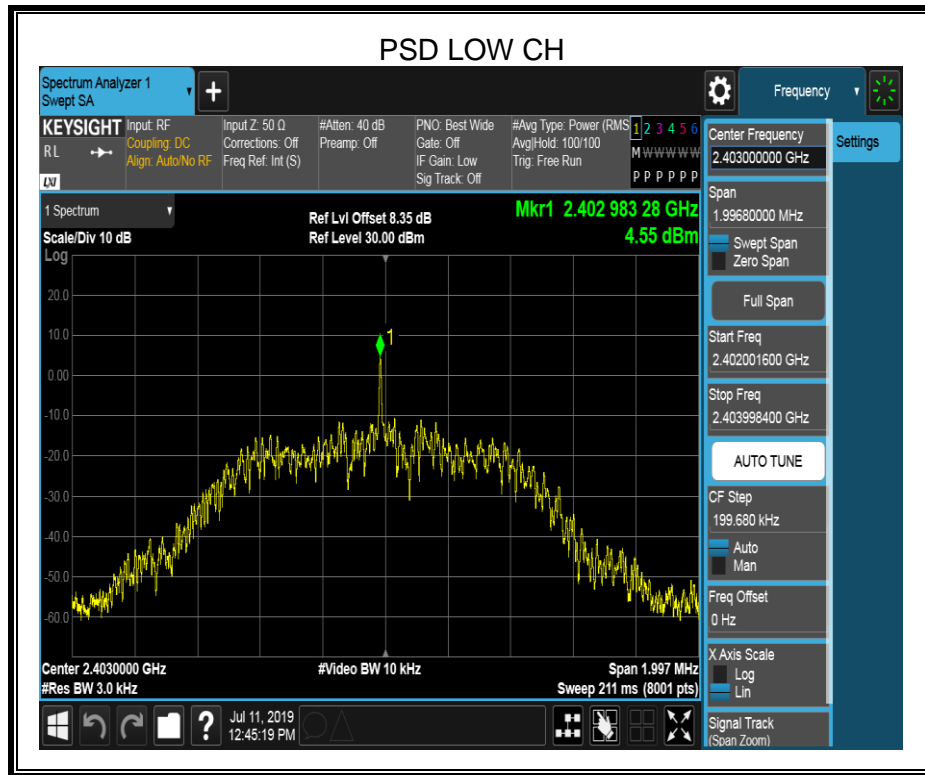 PSD LOW CH
Spectrum Analyzer 1
Swept SA
+
Frequency
KEYSIGHT
RL
LXI
Input: RF
Coupling: DC
Align: Auto/No RF
Input Z: 50 Ω
Corrections: Off
Freq Ref: Int (S)
#Atten: 40 dB
Preamp: Off
PNO: Best Wide
Gate: Off
IF Gain: Low
Sig Track: Off
#Avg Type: Power (RMS
Avg|Hold: 100/100
Trig: Free Run
1 2 3 4 5 6
M W W W W W
P P P P P P
1 Spectrum
Scale/Div 10 dB
Ref Lvl Offset 8.35 dB
Ref Level 30.00 dBm
Mkr1 2.402 983 28 GHz
4.55 dBm
Log
20.0
10.0
0.00
-10.0
-20.0
-30.0
-40.0
-50.0
-60.0
1
Center 2.4030000 GHz
#Res BW 3.0 kHz
#Video BW 10 kHz
Span 1.997 MHz
Sweep 211 ms (8001 pts)
?
Jul 11, 2019
12:45:19 PM
Center Frequency
2.403000000 GHz
Settings
Span
1.99680000 MHz
Swept Span
Zero Span
Full Span
Start Freq
2.402001600 GHz
Stop Freq
2.403998400 GHz
AUTO TUNE
CF Step
199.680 kHz
Auto
Man
Freq Offset
0 Hz
X Axis Scale
Log
Lin
Signal Track
(Span Zoom)